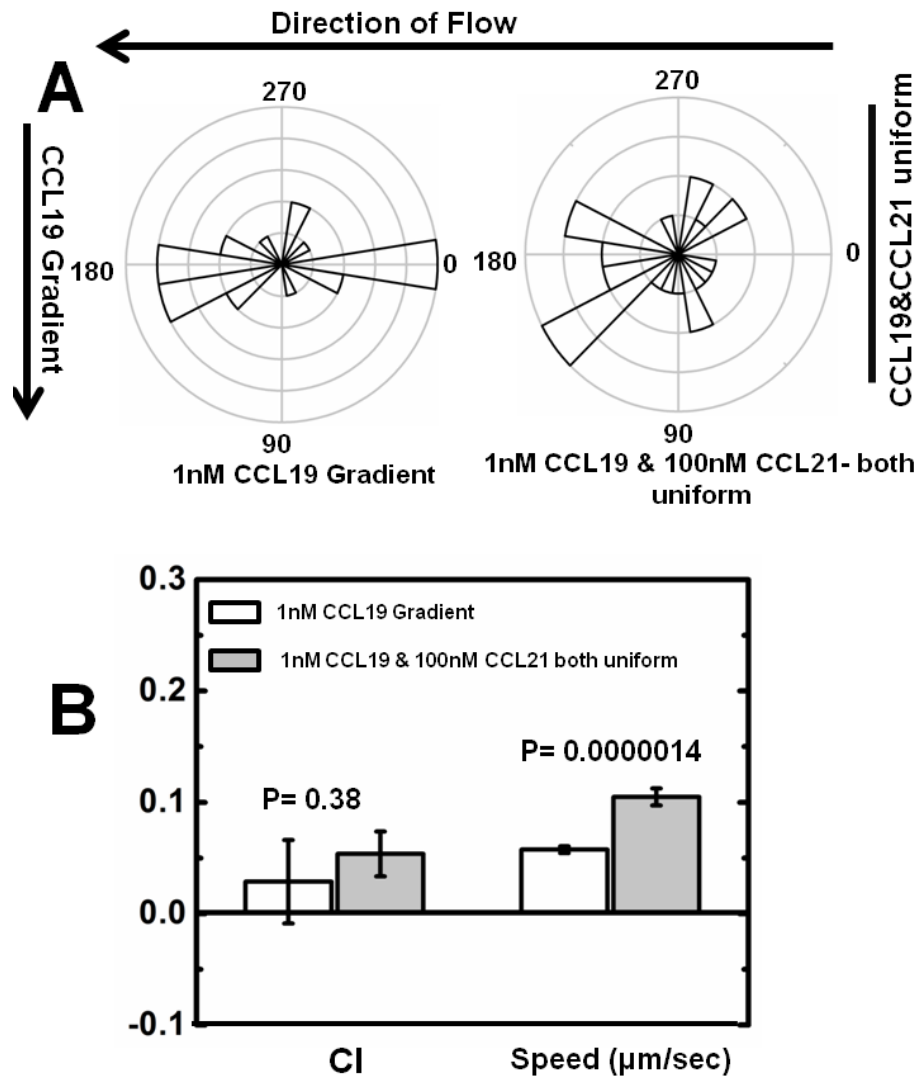 Direction of Flow
A
CCL19 Gradient
270
180
0
90
1nM CCL19 Gradient
270
180
0
90
1nM CCL19 & 100nM CCL21- both
uniform
CCL19&CCL21 uniform
B
0.3
0.2
0.1
0.0
-0.1
1nM CCL19 Gradient
1nM CCL19 & 100nM CCL21 both uniform
P= 0.38
P= 0.0000014
CI
Speed (µm/sec)